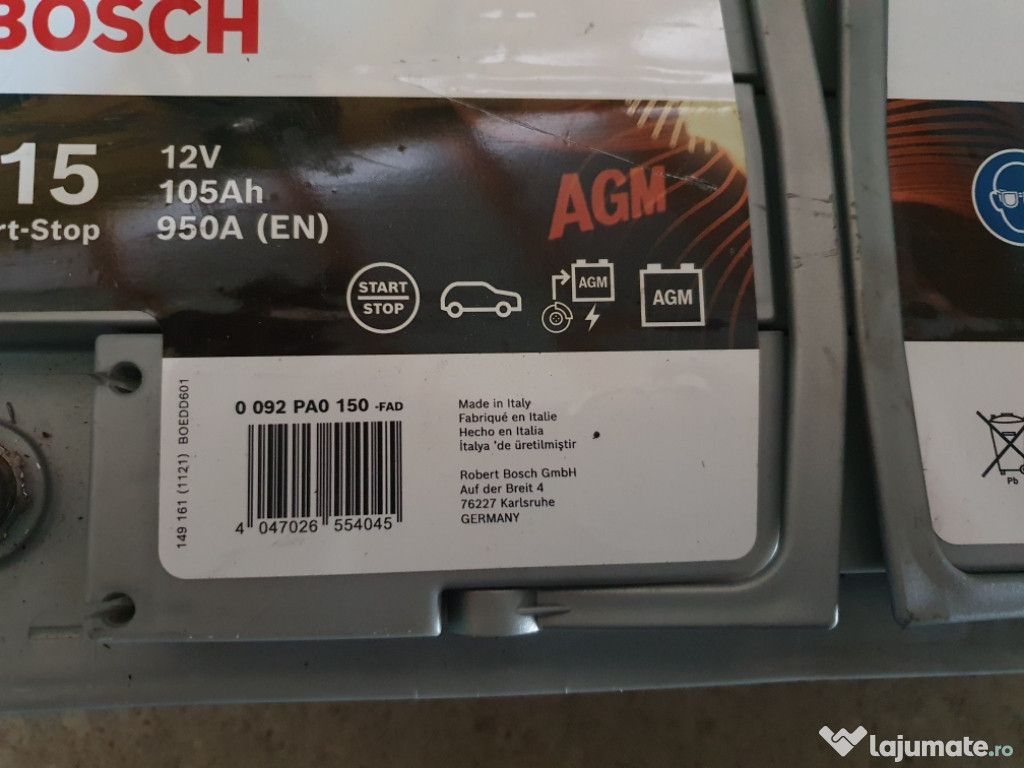 BOSCH
15
12V
105Ah
950A (EN)
rt-Stop
AGM
START
STOP
AGM
AGM
0 092 PA0 150 -FAD
4 047026 554045
149 161 (1121) BOEDD601
Made in Italy
Fabriqué en Italie
Hecho en Italia
İtalya 'de üretilmiştir
Robert Bosch GmbH
Auf der Breit 4
76227 Karlsruhe
GERMANY
Pb
lajumate.ro